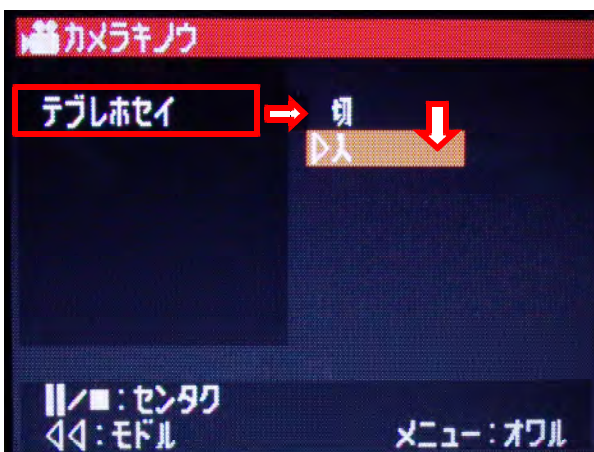 カメラキノウ
テブレホセイ
切
▷入
||/■:センタク
◁◁:モドル
メニュー:オワル